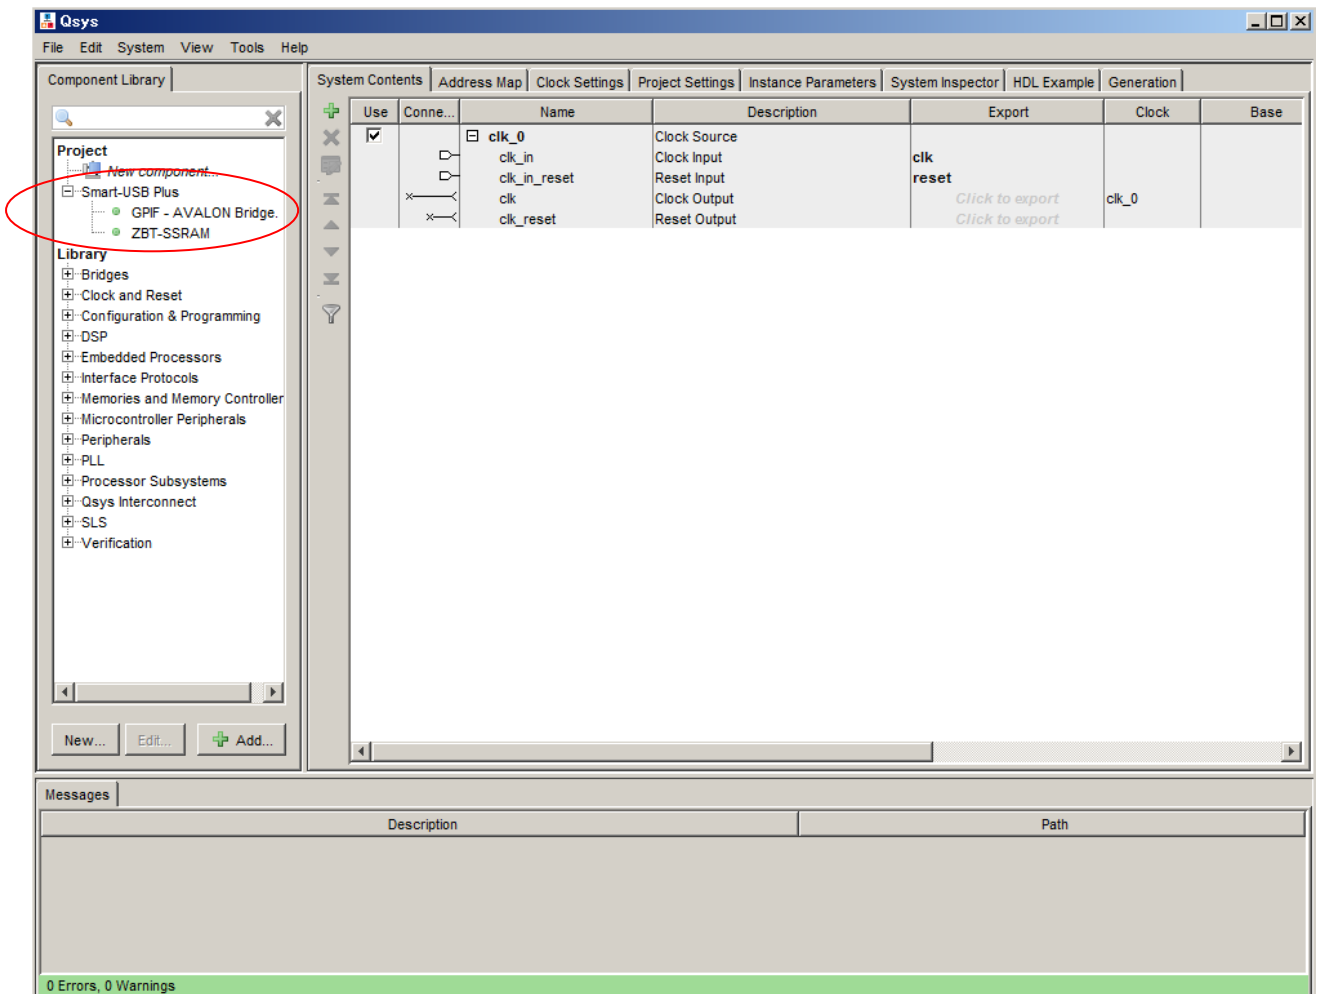 Qsys
File Edit System View Tools Help
Component Library
System Contents Address Map Clock Settings Project Settings Instance Parameters System Inspector HDL Example Generation
Use Conne... Name Description Export Clock Base
clk_0 Clock Source
clk_in Clock Input clk
clk_in_reset Reset Input reset
clk Clock Output Click to export clk_0
clk_reset Reset Output Click to export
Project
New component...
Smart-USB Plus
GPIF - AVALON Bridge.
ZBT-SSRAM
Library
Bridges
Clock and Reset
Configuration & Programming
DSP
Embedded Processors
Interface Protocols
Memories and Memory Controller
Microcontroller Peripherals
Peripherals
PLL
Processor Subsystems
Qsys Interconnect
SLS
Verification
New... Edit... Add...
Messages
Description Path
0 Errors, 0 Warnings